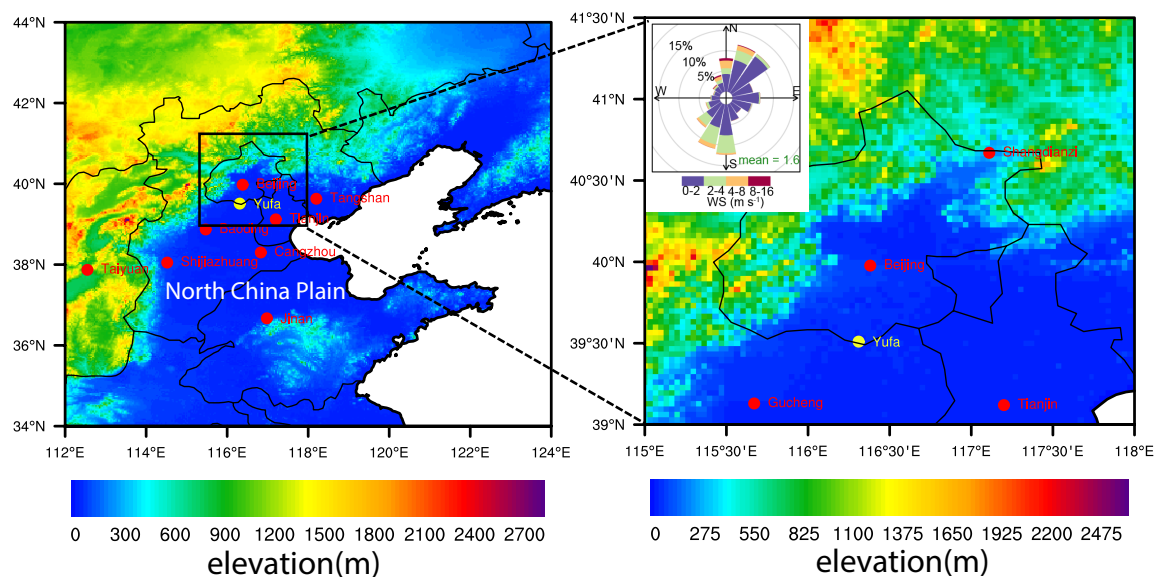 44°N
42°N
40°N
38°N
36°N
34°N
112°E
114°E
116°E
118°E
120°E
122°E
124°E
Beijing
Yufa
Tangshan
Tianjin
Baoding
Cangzhou
Shijiazhuang
Taiyuan
North China Plain
Jinan
0 300 600 900 1200 1500 1800 2100 2400 2700
elevation(m)
41°30'N
41°N
40°30'N
40°N
39°30'N
39°N
115°E
115°30'E
116°E
116°30'E
117°E
117°30'E
118°E
N
15%
10%
5%
W
E
S
mean = 1.6
0-2 2-4 4-8 8-16
WS (m s⁻¹)
Shangdianzi
Beijing
Yufa
Gucheng
Tianjin
0 275 550 825 1100 1375 1650 1925 2200 2475
elevation(m)